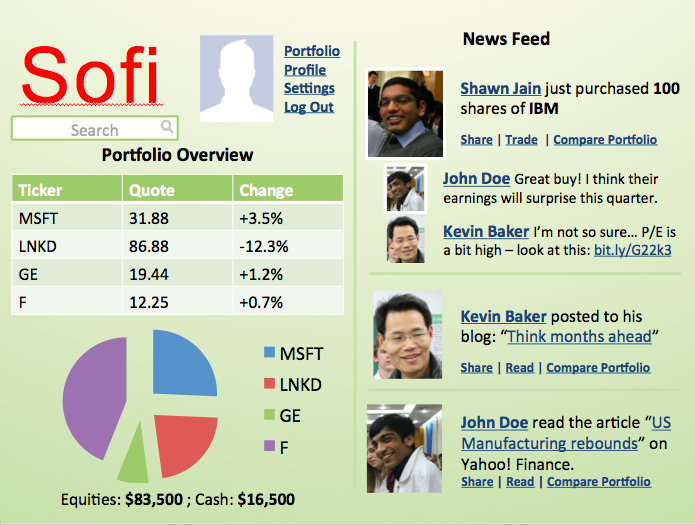 Sofi
Portfolio
Profile
Settings
Log Out
Search
Portfolio Overview
Ticker Quote Change
MSFT 31.88 +3.5%
LNKD 86.88 -12.3%
GE 19.44 +1.2%
F 12.25 +0.7%
MSFT
LNKD
GE
F
Equities: $83,500 ; Cash: $16,500
News Feed
Shawn Jain just purchased 100
shares of IBM
Share | Trade | Compare Portfolio
John Doe Great buy! I think their
earnings will surprise this quarter.
Kevin Baker I’m not so sure… P/E is
a bit high – look at this: bit.ly/G22k3
Kevin Baker posted to his
blog: “Think months ahead”
Share | Read | Compare Portfolio
John Doe read the article “US
Manufacturing rebounds” on
Yahoo! Finance.
Share | Read | Compare Portfolio